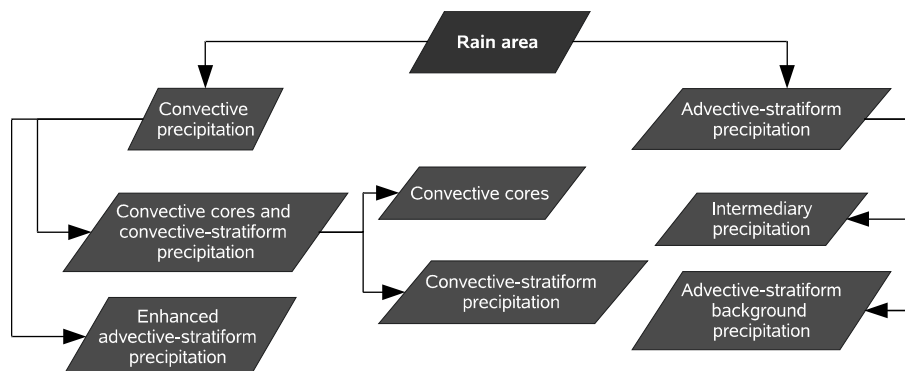 Rain area
Convective
precipitation
Advective-stratiform
precipitation
Convective cores and
convective-stratiform
precipitation
Convective cores
Convective-stratiform
precipitation
Intermediary
precipitation
Enhanced
advective-stratiform
precipitation
Advective-stratiform
background
precipitation